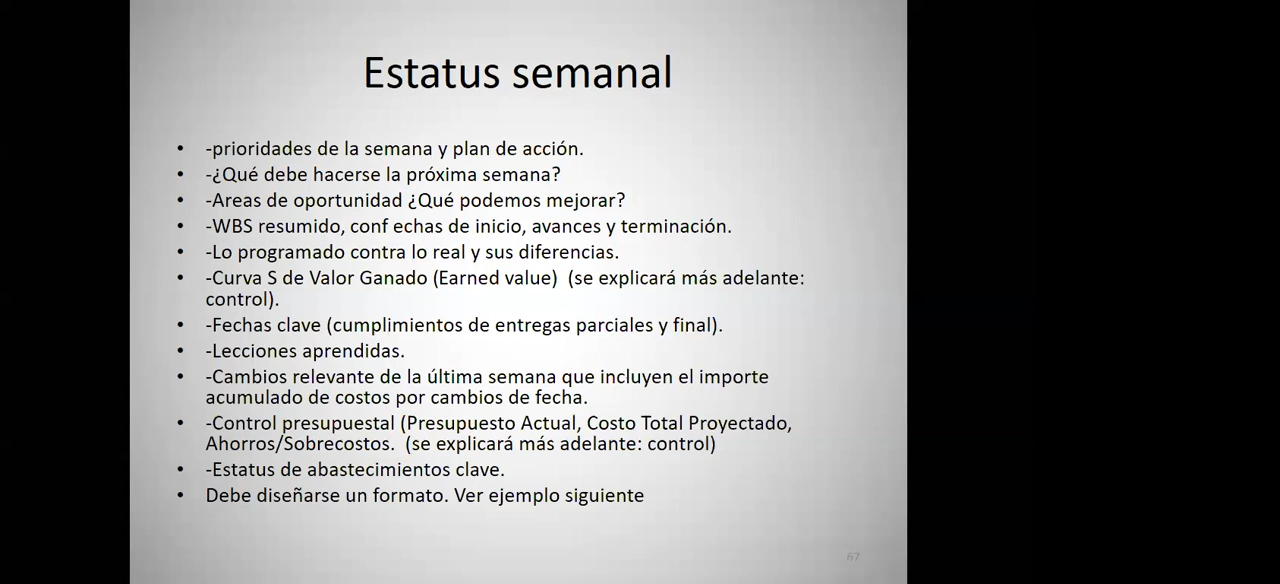 Estatus semanal
• -prioridades de la semana y plan de acción.
• -¿Qué debe hacerse la próxima semana?
• -Areas de oportunidad ¿Qué podemos mejorar?
• -WBS resumido, conf echas de inicio, avances y terminación.
• -Lo programado contra lo real y sus diferencias.
• -Curva S de Valor Ganado (Earned value)  (se explicará más adelante:
control).
• -Fechas clave (cumplimientos de entregas parciales y final).
• -Lecciones aprendidas.
• -Cambios relevante de la última semana que incluyen el importe
acumulado de costos por cambios de fecha.
• -Control presupuestal (Presupuesto Actual, Costo Total Proyectado,
Ahorros/Sobrecostos.  (se explicará más adelante: control)
• -Estatus de abastecimientos clave.
• Debe diseñarse un formato. Ver ejemplo siguiente
67